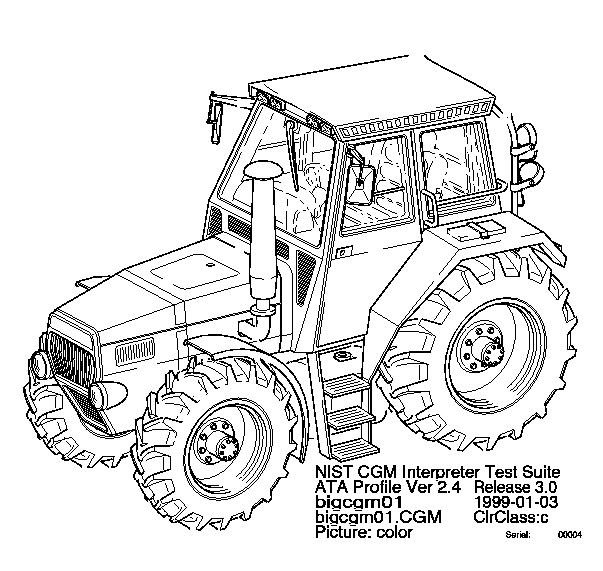 NIST CGM Interpreter Test Suite
ATA Profile Ver 2.4 Release 3.0
bigcgm01 1999-01-03
bigcgm01.CGM ClrClass:c
Picture: color Serial: 00004